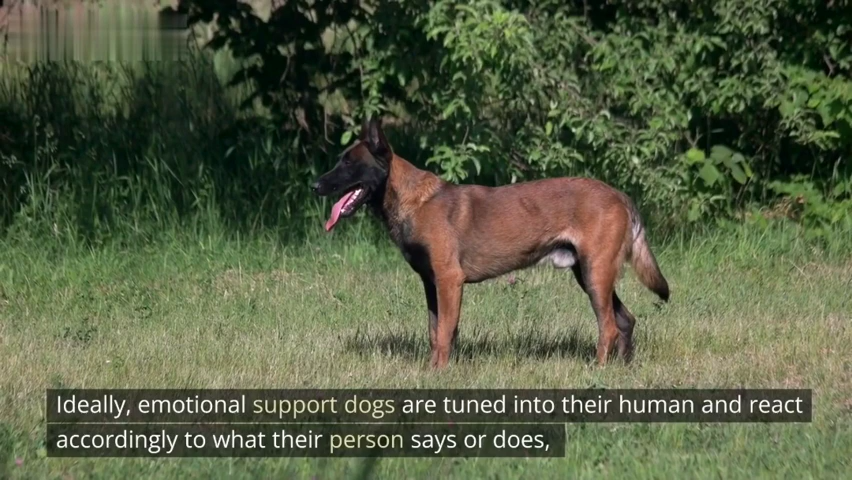 Ideally, emotional support dogs are tuned into their human and react
accordingly to what their person says or does,